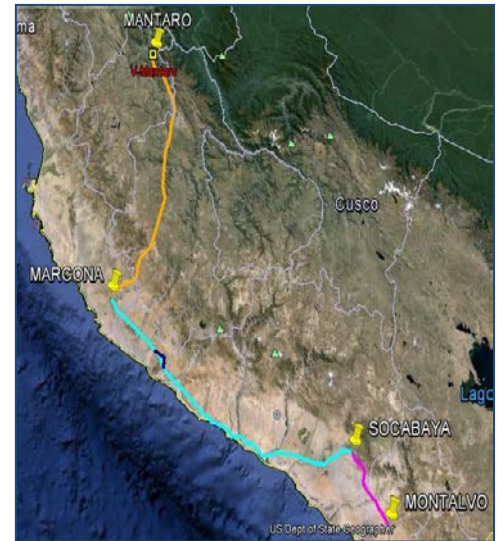 MANTARO
ma
V-Mantaro
Cusco
MARCONA
Lago
SOCABAYA
MONTALVO
US Dept of State Geographer